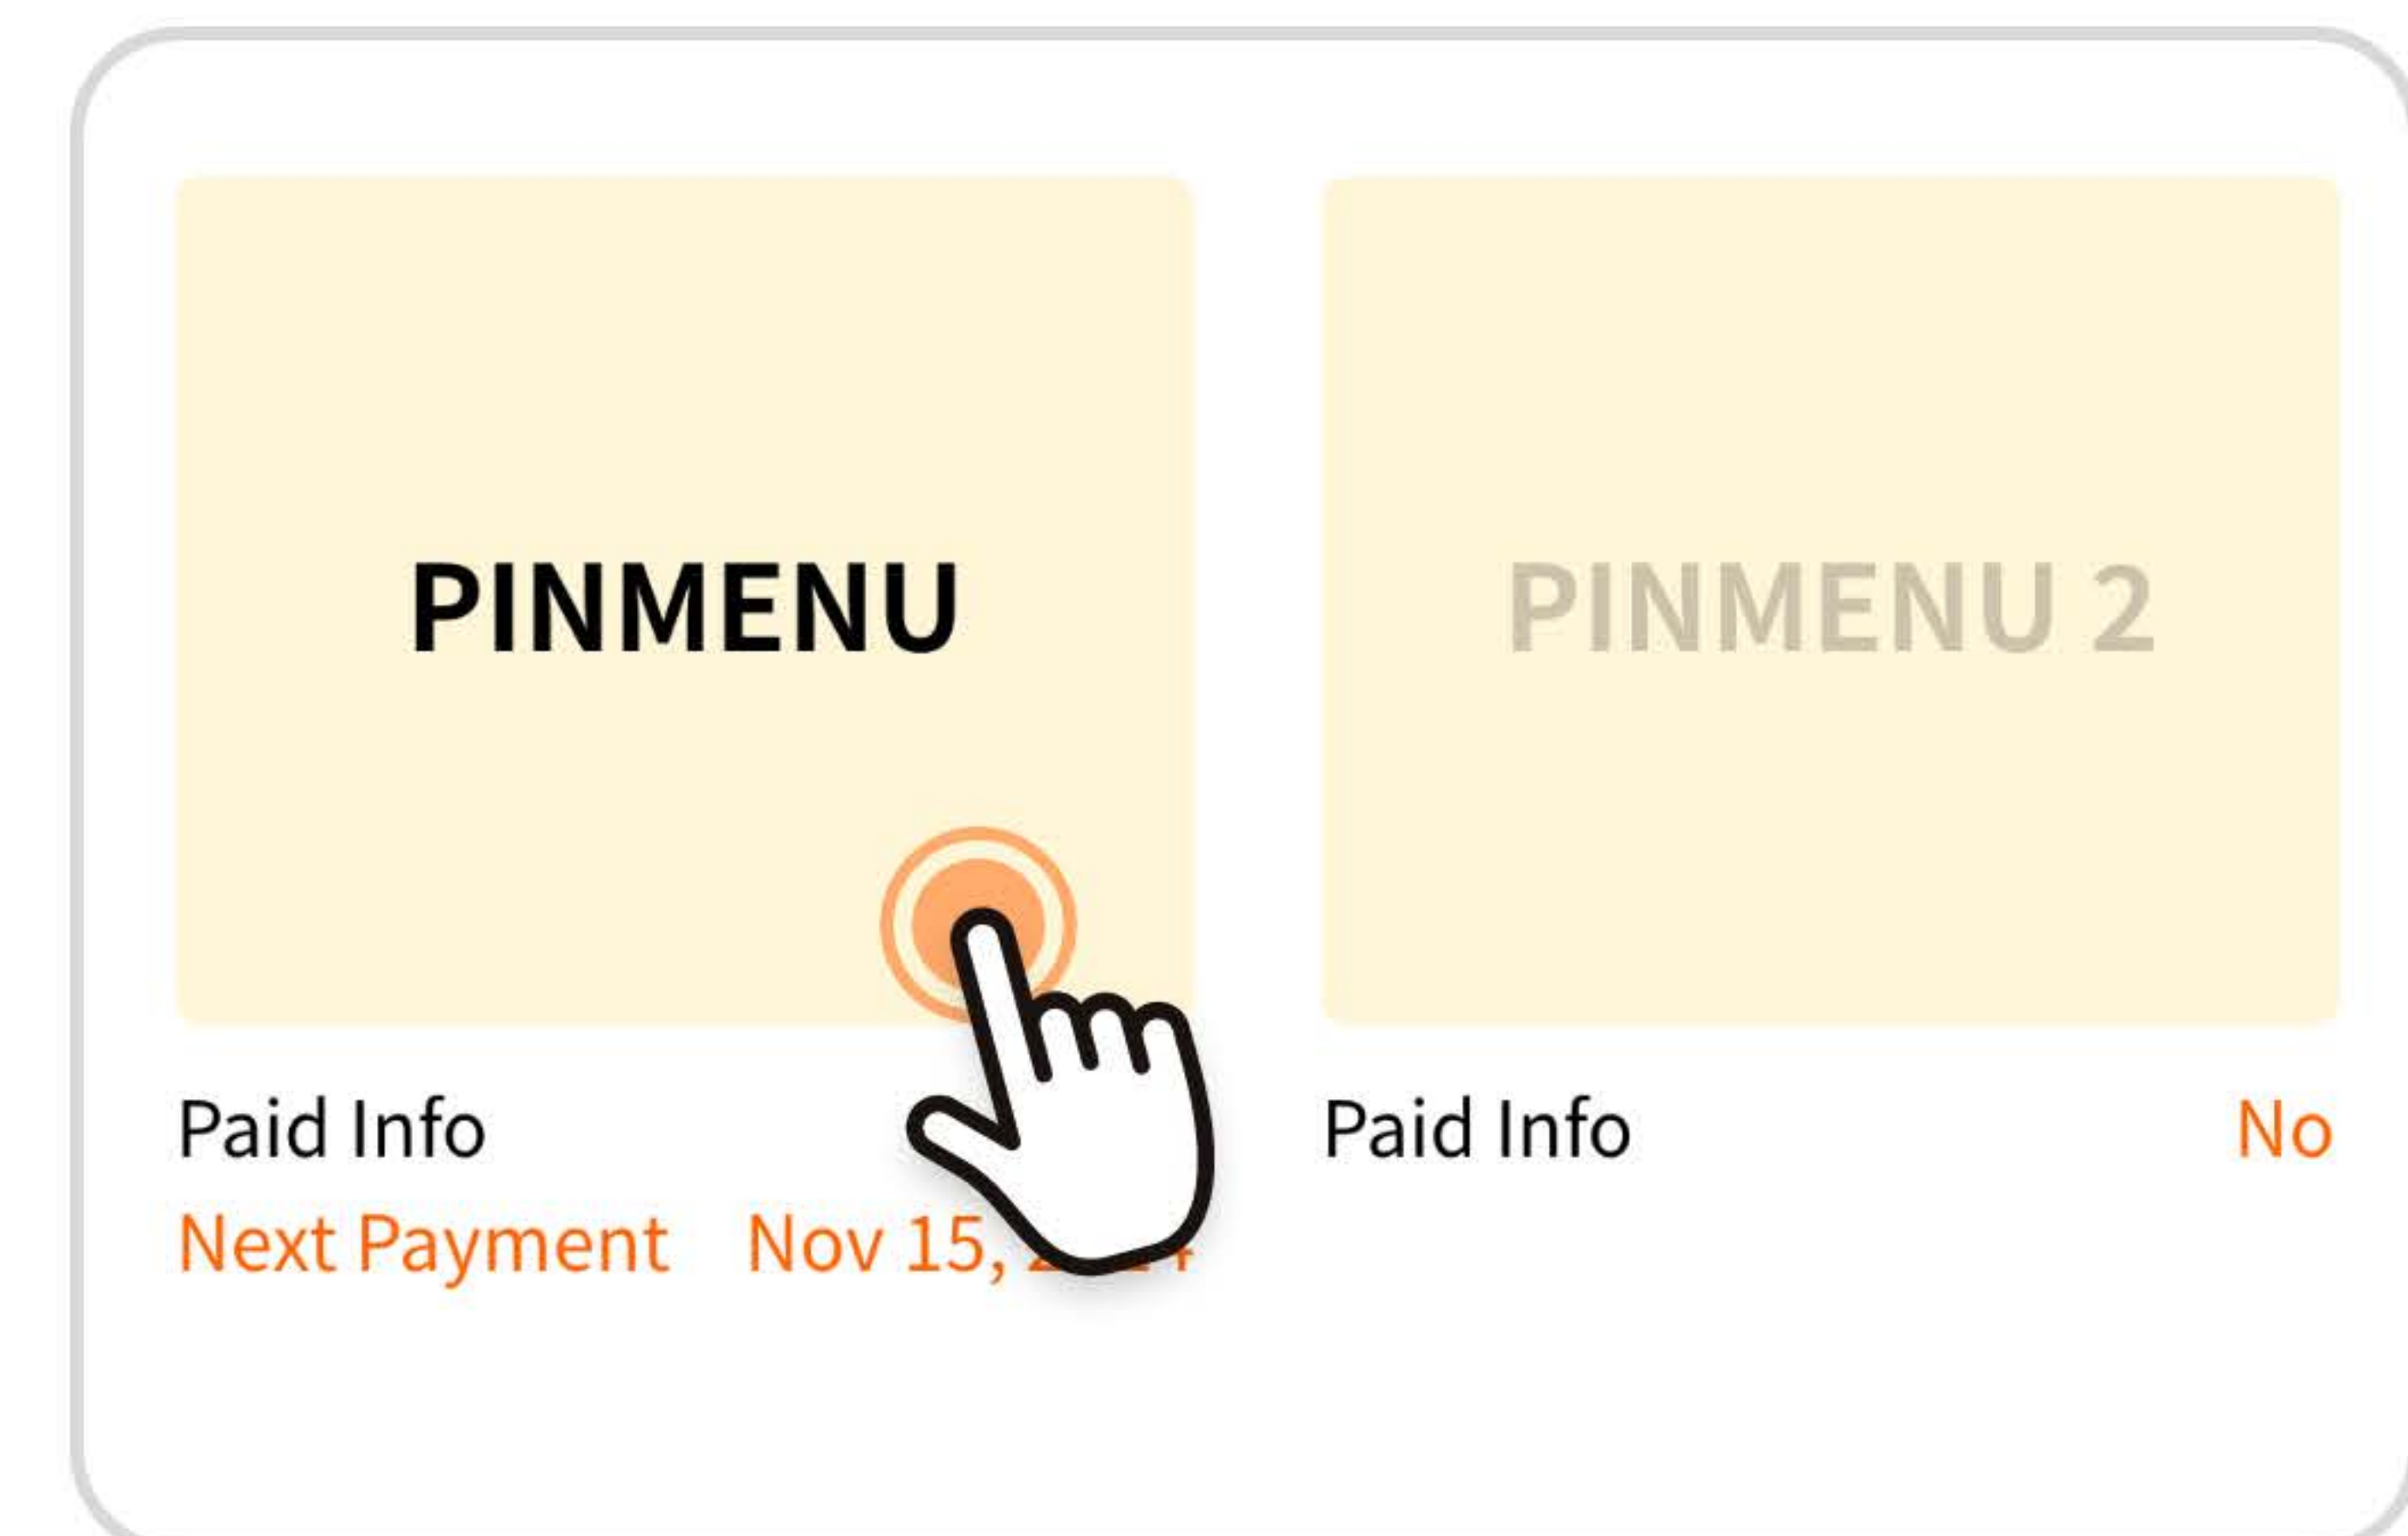 PINMENU
PINMENU 2
Paid Info
Next Payment Nov 15,
Paid Info No